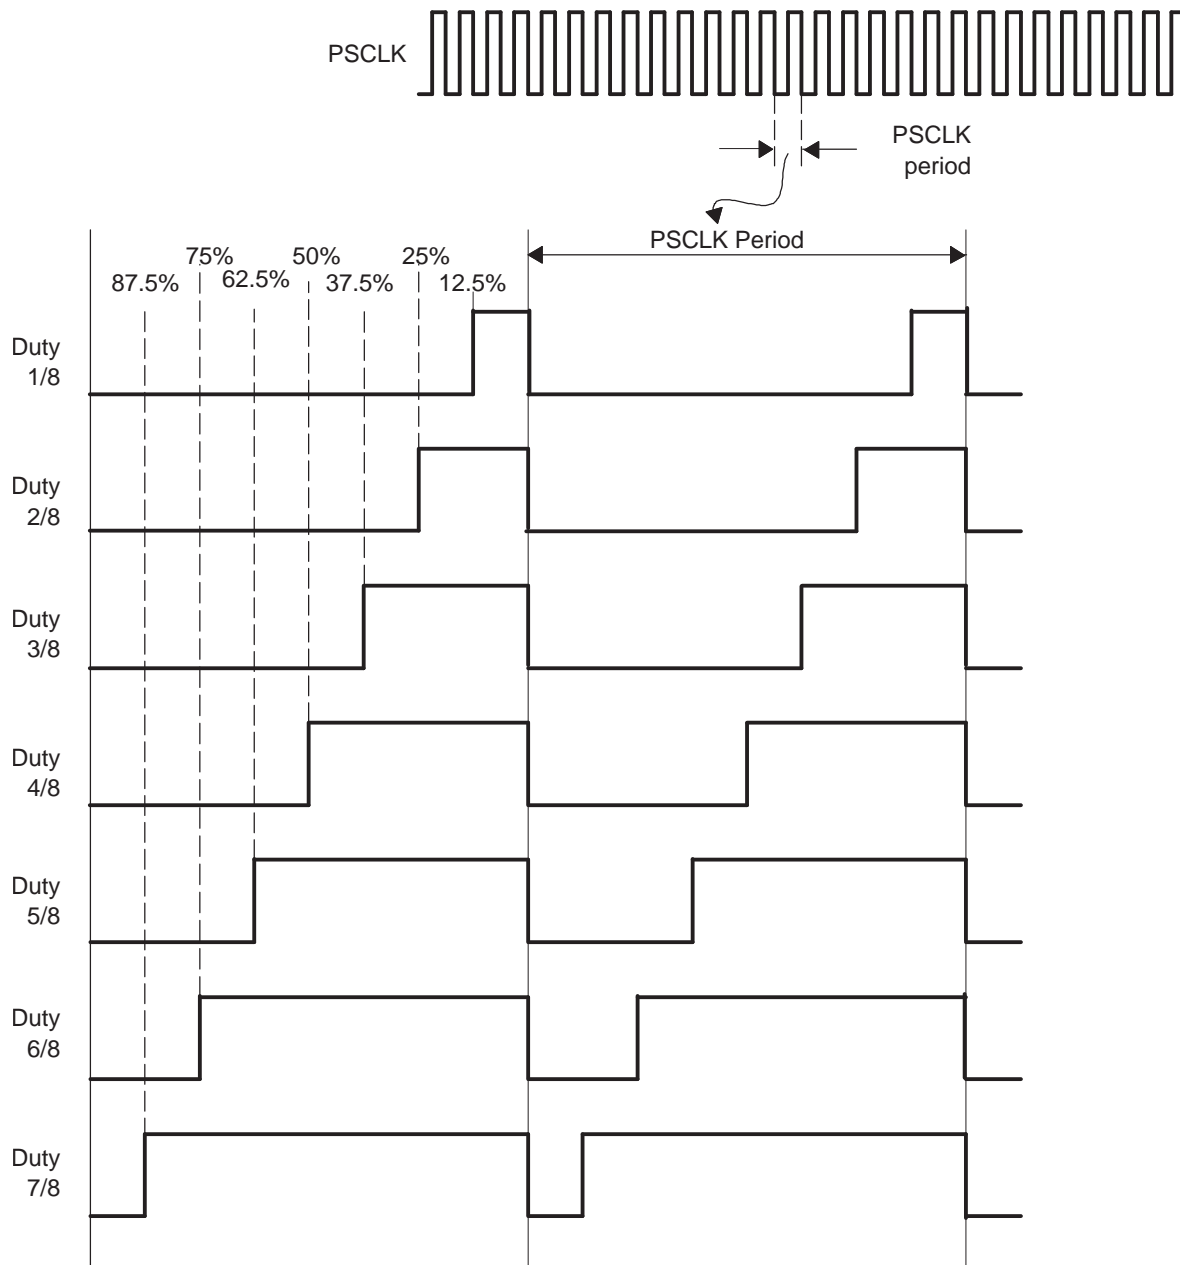 PSCLK
PSCLK
period
PSCLK Period
75%
50%
25%
87.5%
62.5%
37.5%
12.5%
Duty
1/8
Duty
2/8
Duty
3/8
Duty
4/8
Duty
5/8
Duty
6/8
Duty
7/8